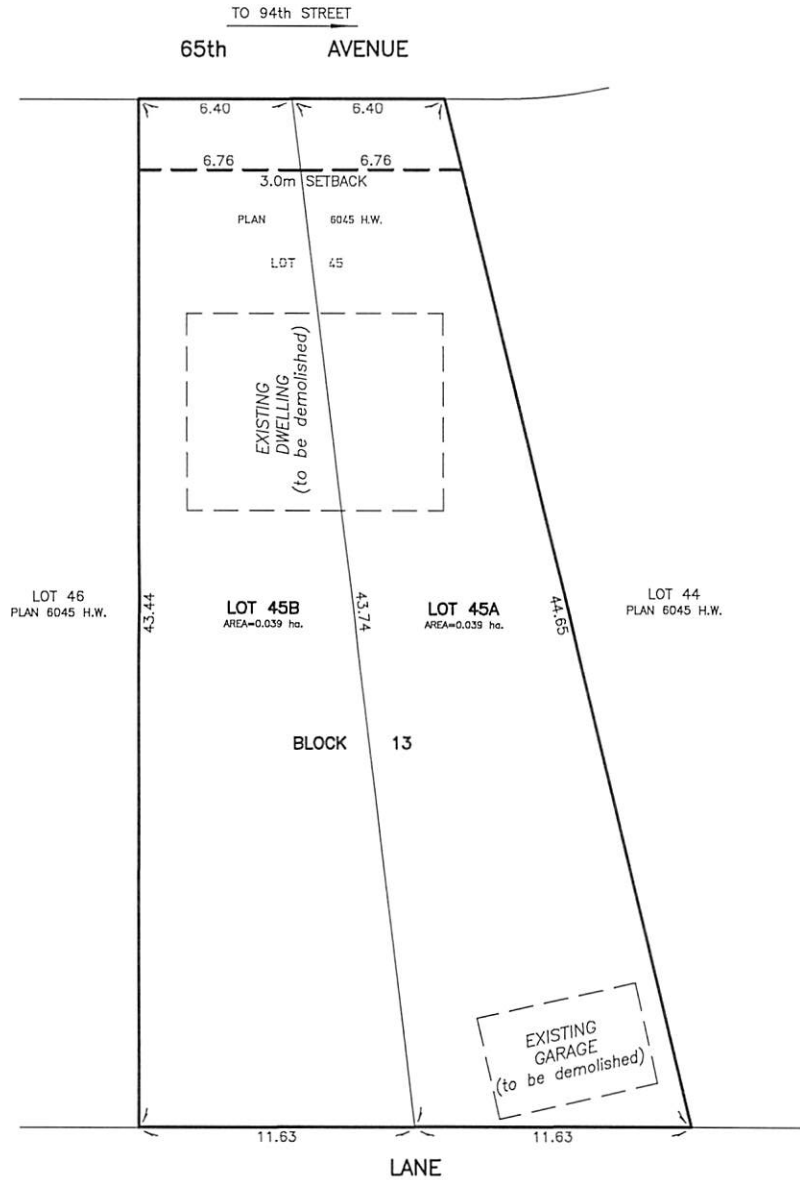 TO 94th STREET
65th AVENUE
6.40 6.40
6.76 6.76
3.0m SETBACK
PLAN 6045 H.W.
LOT 45
EXISTING
DWELLING
(to be demolished)
LOT 46
PLAN 6045 H.W.
43.44
LOT 45B
AREA=0.039 ha.
43.74
LOT 45A
AREA=0.039 ha.
44.65
LOT 44
PLAN 6045 H.W.
BLOCK 13
EXISTING
GARAGE
(to be demolished)
11.63 11.63
LANE